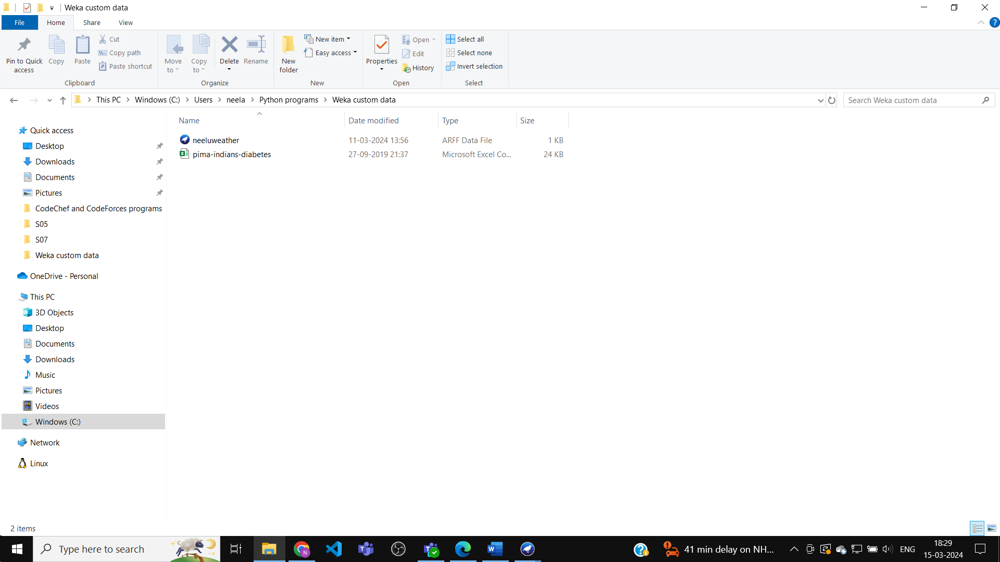 Weka custom data
File Home Share View
Pin to Quick access
Copy
Paste
Cut
Copy path
Paste shortcut
Clipboard
Move to
Copy to
Delete
Rename
Organize
New folder
New item
Easy access
New
Properties
Open
Edit
History
Open
Select all
Select none
Invert selection
Select
This PC > Windows (C:) > Users > neela > Python programs > Weka custom data
Search Weka custom data
Name Date modified Type Size
neeluweather 11-03-2024 13:56 ARFF Data File 1 KB
pima-indians-diabetes 27-09-2019 21:37 Microsoft Excel Co... 24 KB
Quick access
Desktop
Downloads
Documents
Pictures
CodeChef and CodeForces programs
S05
S07
Weka custom data
OneDrive - Personal
This PC
3D Objects
Desktop
Documents
Downloads
Music
Pictures
Videos
Windows (C:)
Network
Linux
2 items
Type here to search
41 min delay on NH...
ENG
18:29
15-03-2024